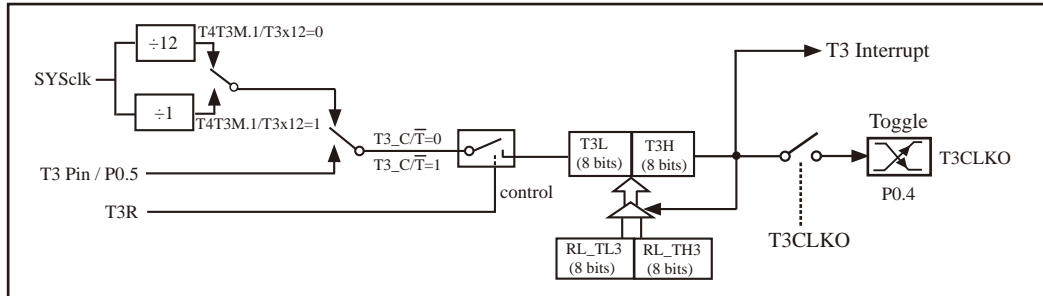 T4T3M.1/T3x12=0
÷12
SYSclk
÷1
T4T3M.1/T3x12=1
T3 Pin / P0.5
T3_C/T̅=0
T3_C/T̅=1
T3R
control
T3L
(8 bits)
T3H
(8 bits)
RL_TL3
(8 bits)
RL_TH3
(8 bits)
T3 Interrupt
Toggle
T3CLKO
P0.4
T3CLKO